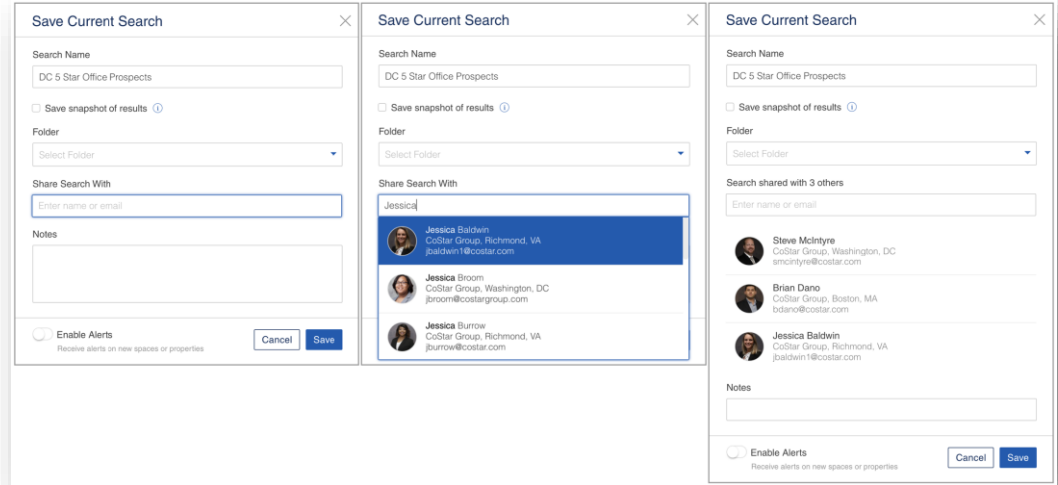 Save Current Search
Search Name
DC 5 Star Office Prospects
Save snapshot of results
Folder
Select Folder
Share Search With
Enter name or email
Notes
Enable Alerts
Receive alerts on new spaces or properties
Cancel
Save
Save Current Search
Search Name
DC 5 Star Office Prospects
Save snapshot of results
Folder
Select Folder
Share Search With
Jessica
Jessica Baldwin
CoStar Group, Richmond, VA
jbaldwin1@costar.com
Jessica Broom
CoStar Group, Washington, DC
jbroom@costargroup.com
Jessica Burrow
CoStar Group, Richmond, VA
jburrow@costar.com
Save Current Search
Search Name
DC 5 Star Office Prospects
Save snapshot of results
Folder
Select Folder
Search shared with 3 others
Enter name or email
Steve McIntyre
CoStar Group, Washington, DC
smcintyre@costar.com
Brian Dano
CoStar Group, Boston, MA
bdano@costar.com
Jessica Baldwin
CoStar Group, Richmond, VA
jbaldwin1@costar.com
Notes
Enable Alerts
Receive alerts on new spaces or properties
Cancel
Save